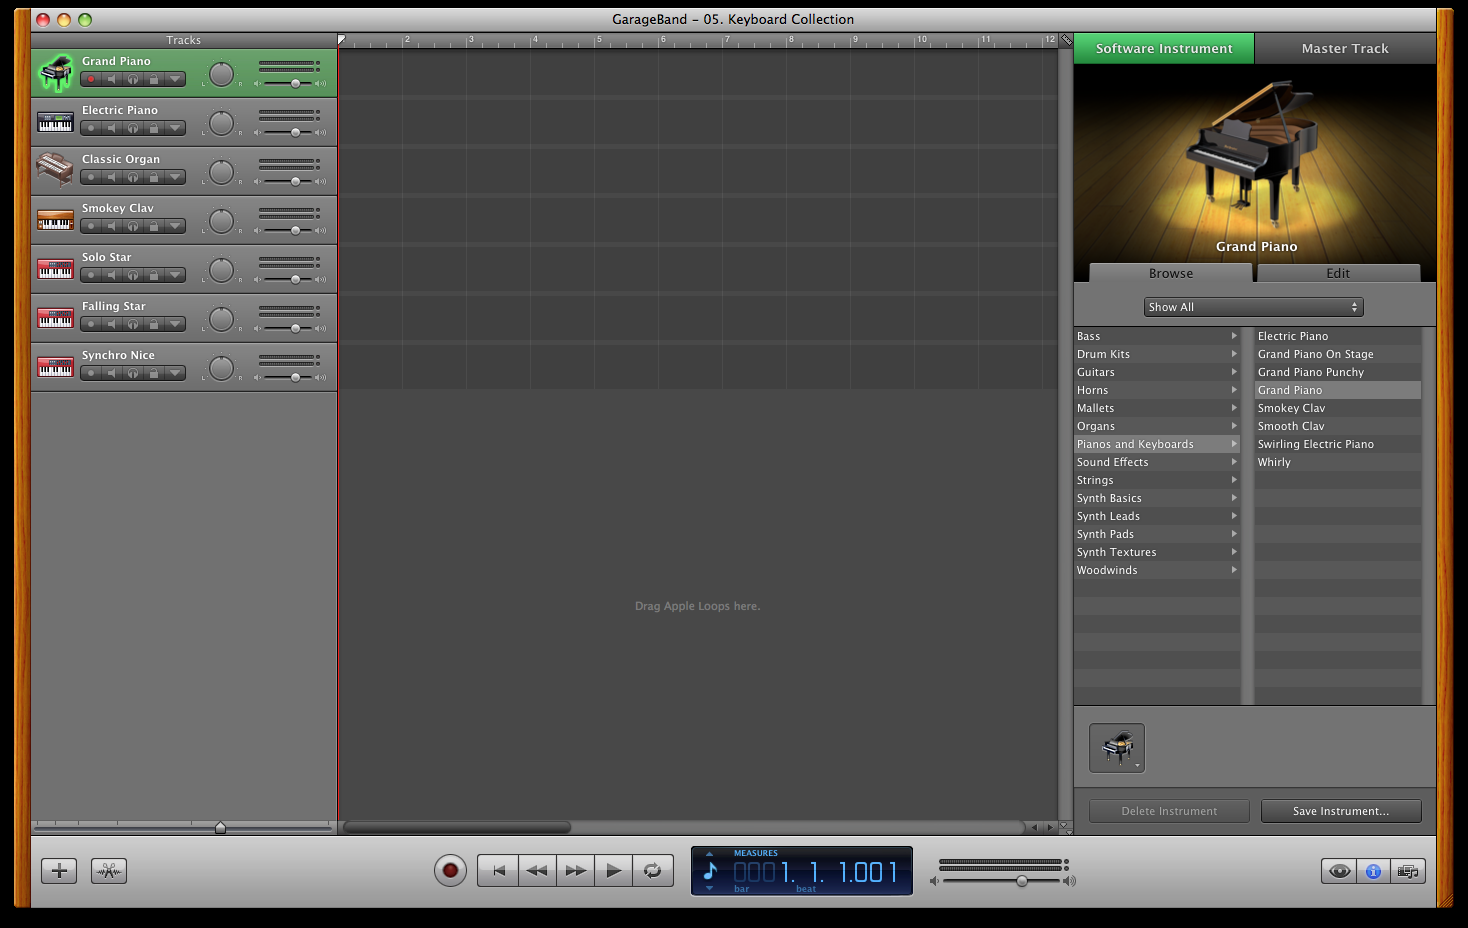 GarageBand - 05. Keyboard Collection
Tracks
2 3 4 5 6 7 8 9 10 11 12
Grand Piano
L R
Electric Piano
L R
Classic Organ
L R
Smokey Clav
L R
Solo Star
L R
Falling Star
L R
Synchro Nice
L R
Drag Apple Loops here.
Software Instrument
Master Track
Grand Piano
Browse
Edit
Show All
Bass
Drum Kits
Guitars
Horns
Mallets
Organs
Pianos and Keyboards
Sound Effects
Strings
Synth Basics
Synth Leads
Synth Pads
Synth Textures
Woodwinds
Electric Piano
Grand Piano On Stage
Grand Piano Punchy
Grand Piano
Smokey Clav
Smooth Clav
Swirling Electric Piano
Whirly
Delete Instrument
Save Instrument...
MEASURES
0001. 1. 1.001
bar beat